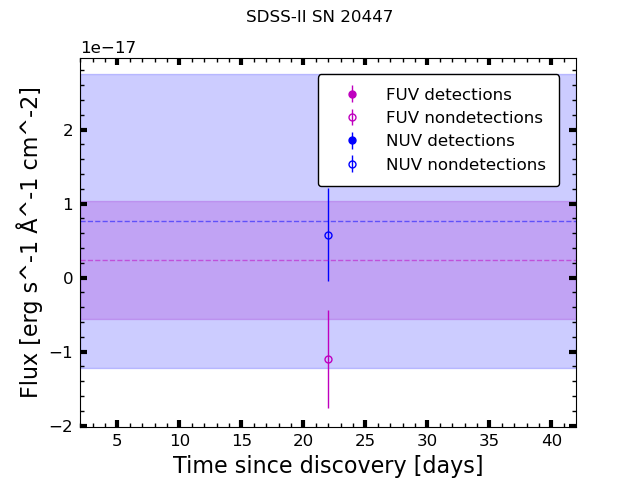 SDSS-II SN 20447
1e−17
FUV detections
FUV nondetections
NUV detections
NUV nondetections
2
1
0
−1
−2
5
10
15
20
25
30
35
40
Flux [erg s^-1 Å^-1 cm^-2]
Time since discovery [days]